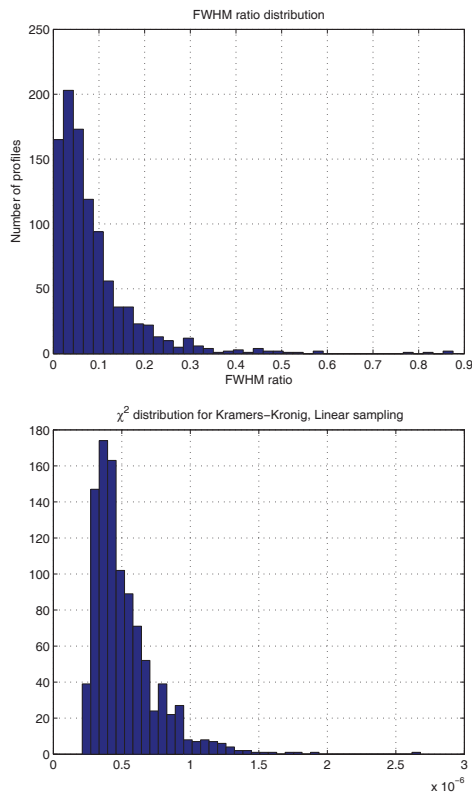 FWHM ratio distribution
250
200
150
100
50
0
Number of profiles
0 0.1 0.2 0.3 0.4 0.5 0.6 0.7 0.8 0.9
FWHM ratio
χ² distribution for Kramers−Kronig, Linear sampling
180
160
140
120
100
80
60
40
20
0
0 0.5 1 1.5 2 2.5 3
x 10⁻⁶